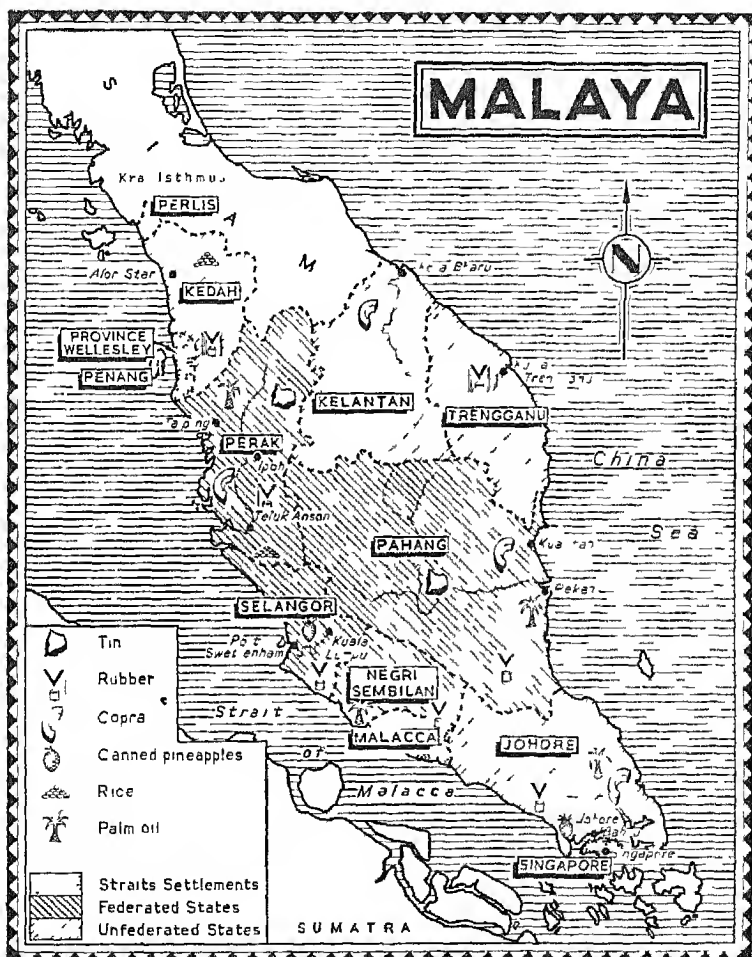 MALAYA
S
I
A
M
Kra Isthmus
PERLIS
Alor Star
KEDAH
PROVINCE
WELLESLEY
PENANG
N
KELANTAN
TRENGGANU
PERAK
Ipoh
Teluk Anson
China
Sea
PAHANG
Pekan
SELANGOR
Swettenham
Kuala
NEGRI
SEMBILAN
MALACCA
JOHORE
Johore
SINGAPORE
Strait
of
Malacca
Tin
Rubber
Copra
Canned pineapples
Rice
Palm oil
Straits Settlements
Federated States
Unfederated States
SUMATRA